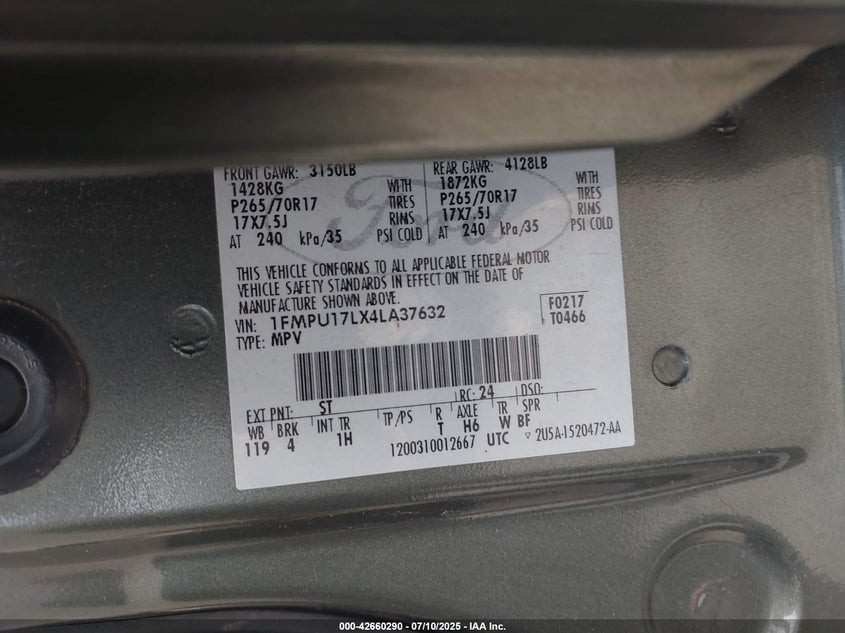 FRONT GAWR: 3150LB REAR GAWR: 4128LB
1428KG WITH 1872KG WITH
P265/70R17 TIRES P265/70R17 TIRES
17X7.5J RIMS 17X7.5J RIMS
AT 240 kPa/35 PSI COLD AT 240 kPa/35 PSI COLD
Ford
THIS VEHICLE CONFORMS TO ALL APPLICABLE FEDERAL MOTOR
VEHICLE SAFETY STANDARDS IN EFFECT ON THE DATE OF
MANUFACTURE SHOWN ABOVE.
VIN: 1FMPU17LX4LA37632 F0217
TYPE: MPV T0466
EXT PNT: ST RC: 24 DSO:
WB BRK INT TR TP/PS R AXLE TR SPR
119 4 1H T H6 W BF
1200310012667 UTC ▽ 2U5A-1520472-AA
000-42660290 - 07/10/2025 - IAA Inc.